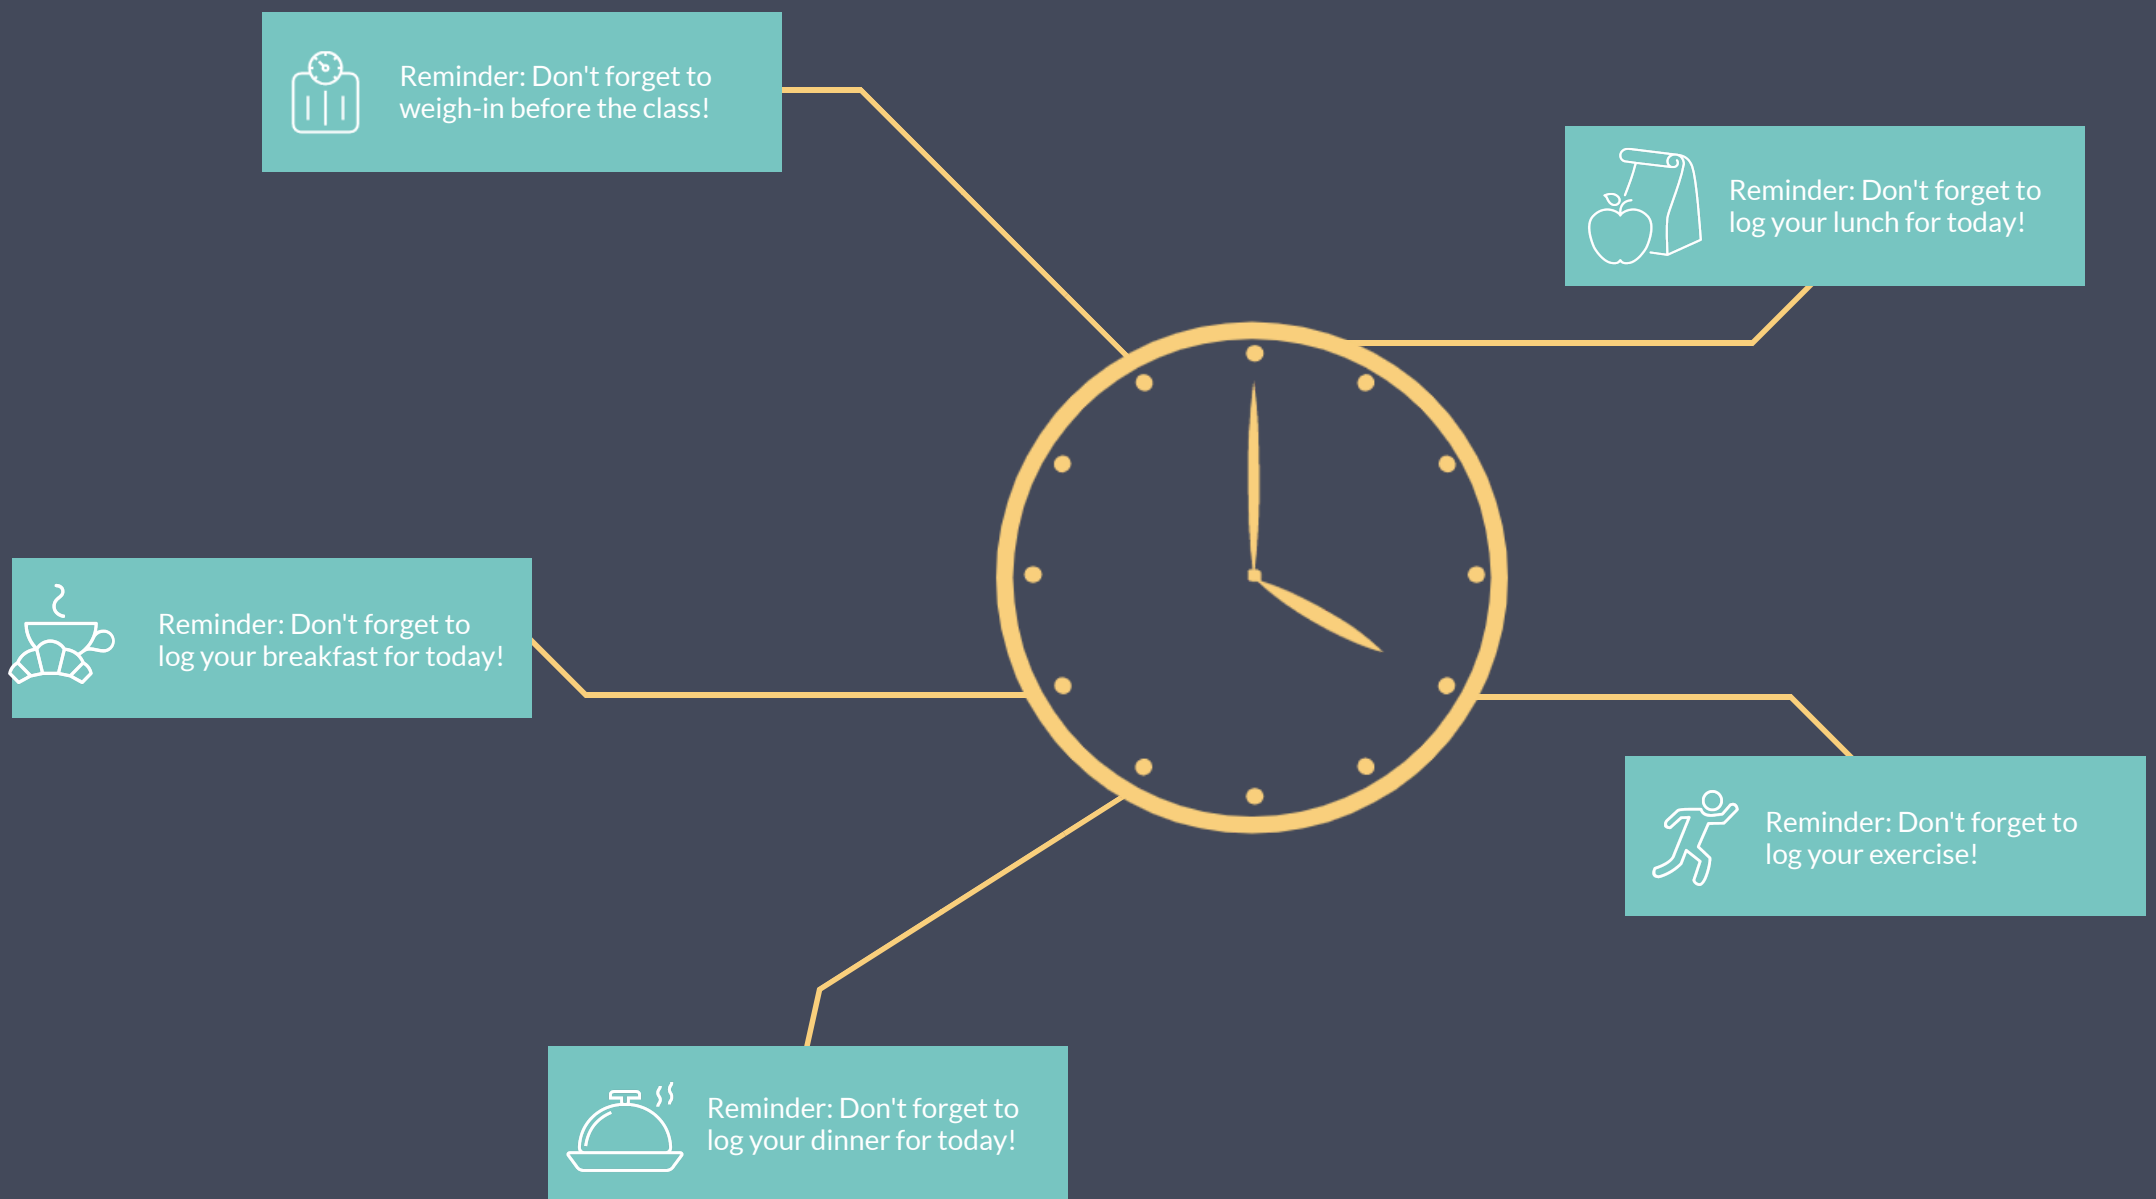 Reminder: Don't forget to
weigh-in before the class!
Reminder: Don't forget to
log your lunch for today!
Reminder: Don't forget to
log your breakfast for today!
Reminder: Don't forget to
log your exercise!
Reminder: Don't forget to
log your dinner for today!